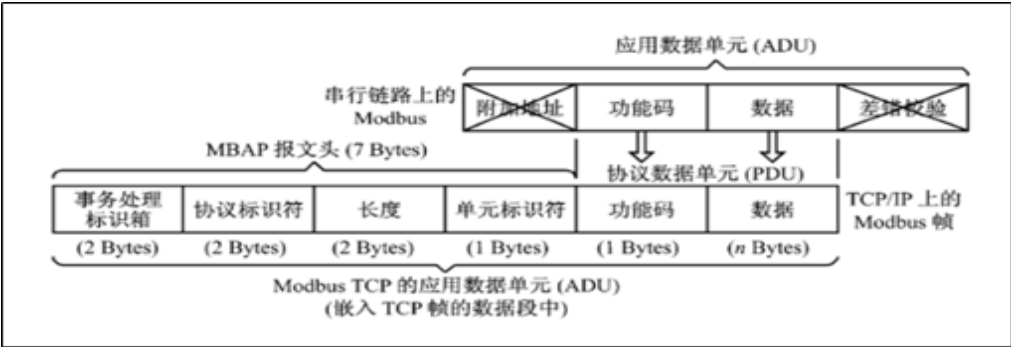 应用数据单元 (ADU)
串行链路上的
Modbus
附加地址
功能码
数据
差错校验
MBAP 报文头 (7 Bytes)
协议数据单元 (PDU)
事务处理
标识箱
协议标识符
长度
单元标识符
功能码
数据
TCP/IP 上的
Modbus 帧
(2 Bytes)
(2 Bytes)
(2 Bytes)
(1 Bytes)
(1 Bytes)
(n Bytes)
Modbus TCP 的应用数据单元 (ADU)
(嵌入 TCP 帧的数据段中)